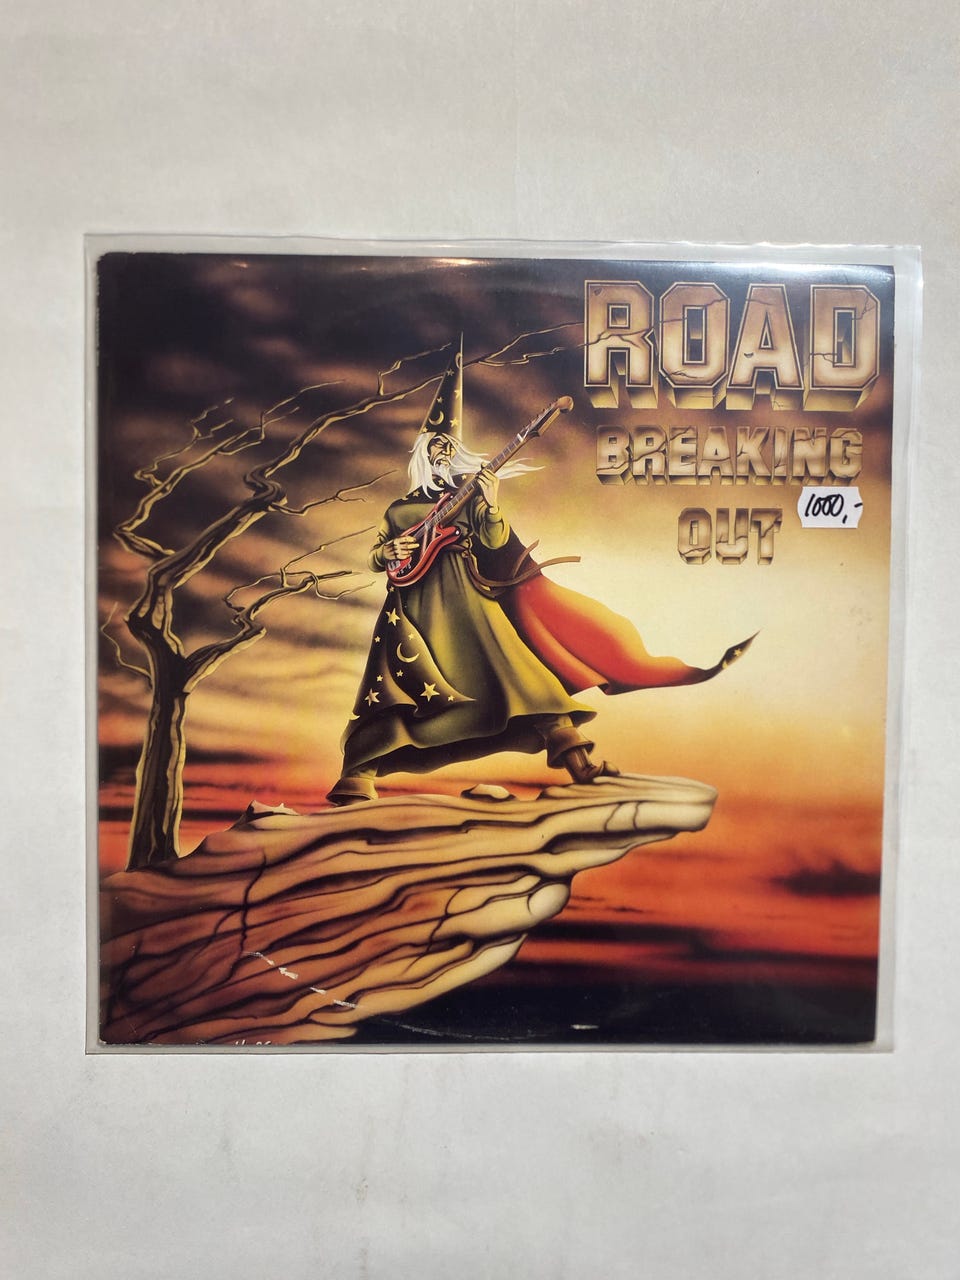 ROAD
BREAKING
OUT
1000,-